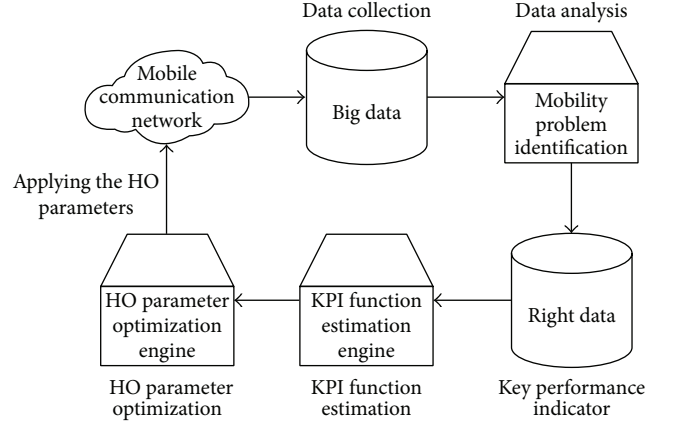 Data collection
Data analysis
Mobile
communication
network
Big data
Mobility
problem
identification
Applying the HO
parameters
HO parameter
optimization
engine
KPI function
estimation
engine
Right data
HO parameter
optimization
KPI function
estimation
Key performance
indicator